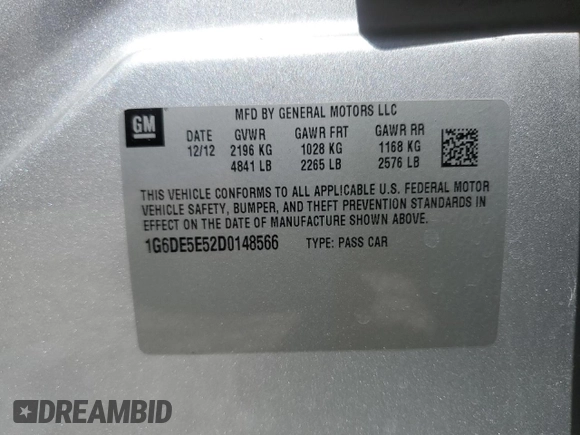 MFD BY GENERAL MOTORS LLC
GM
DATE GVWR GAWR FRT GAWR RR
12/12 2196 KG 1028 KG 1168 KG
4841 LB 2265 LB 2576 LB
THIS VEHICLE CONFORMS TO ALL APPLICABLE U.S. FEDERAL MOTOR
VEHICLE SAFETY, BUMPER, AND THEFT PREVENTION STANDARDS IN
EFFECT ON THE DATE OF MANUFACTURE SHOWN ABOVE.
1G6DE5E52D0148566 TYPE: PASS CAR
DREAMBID